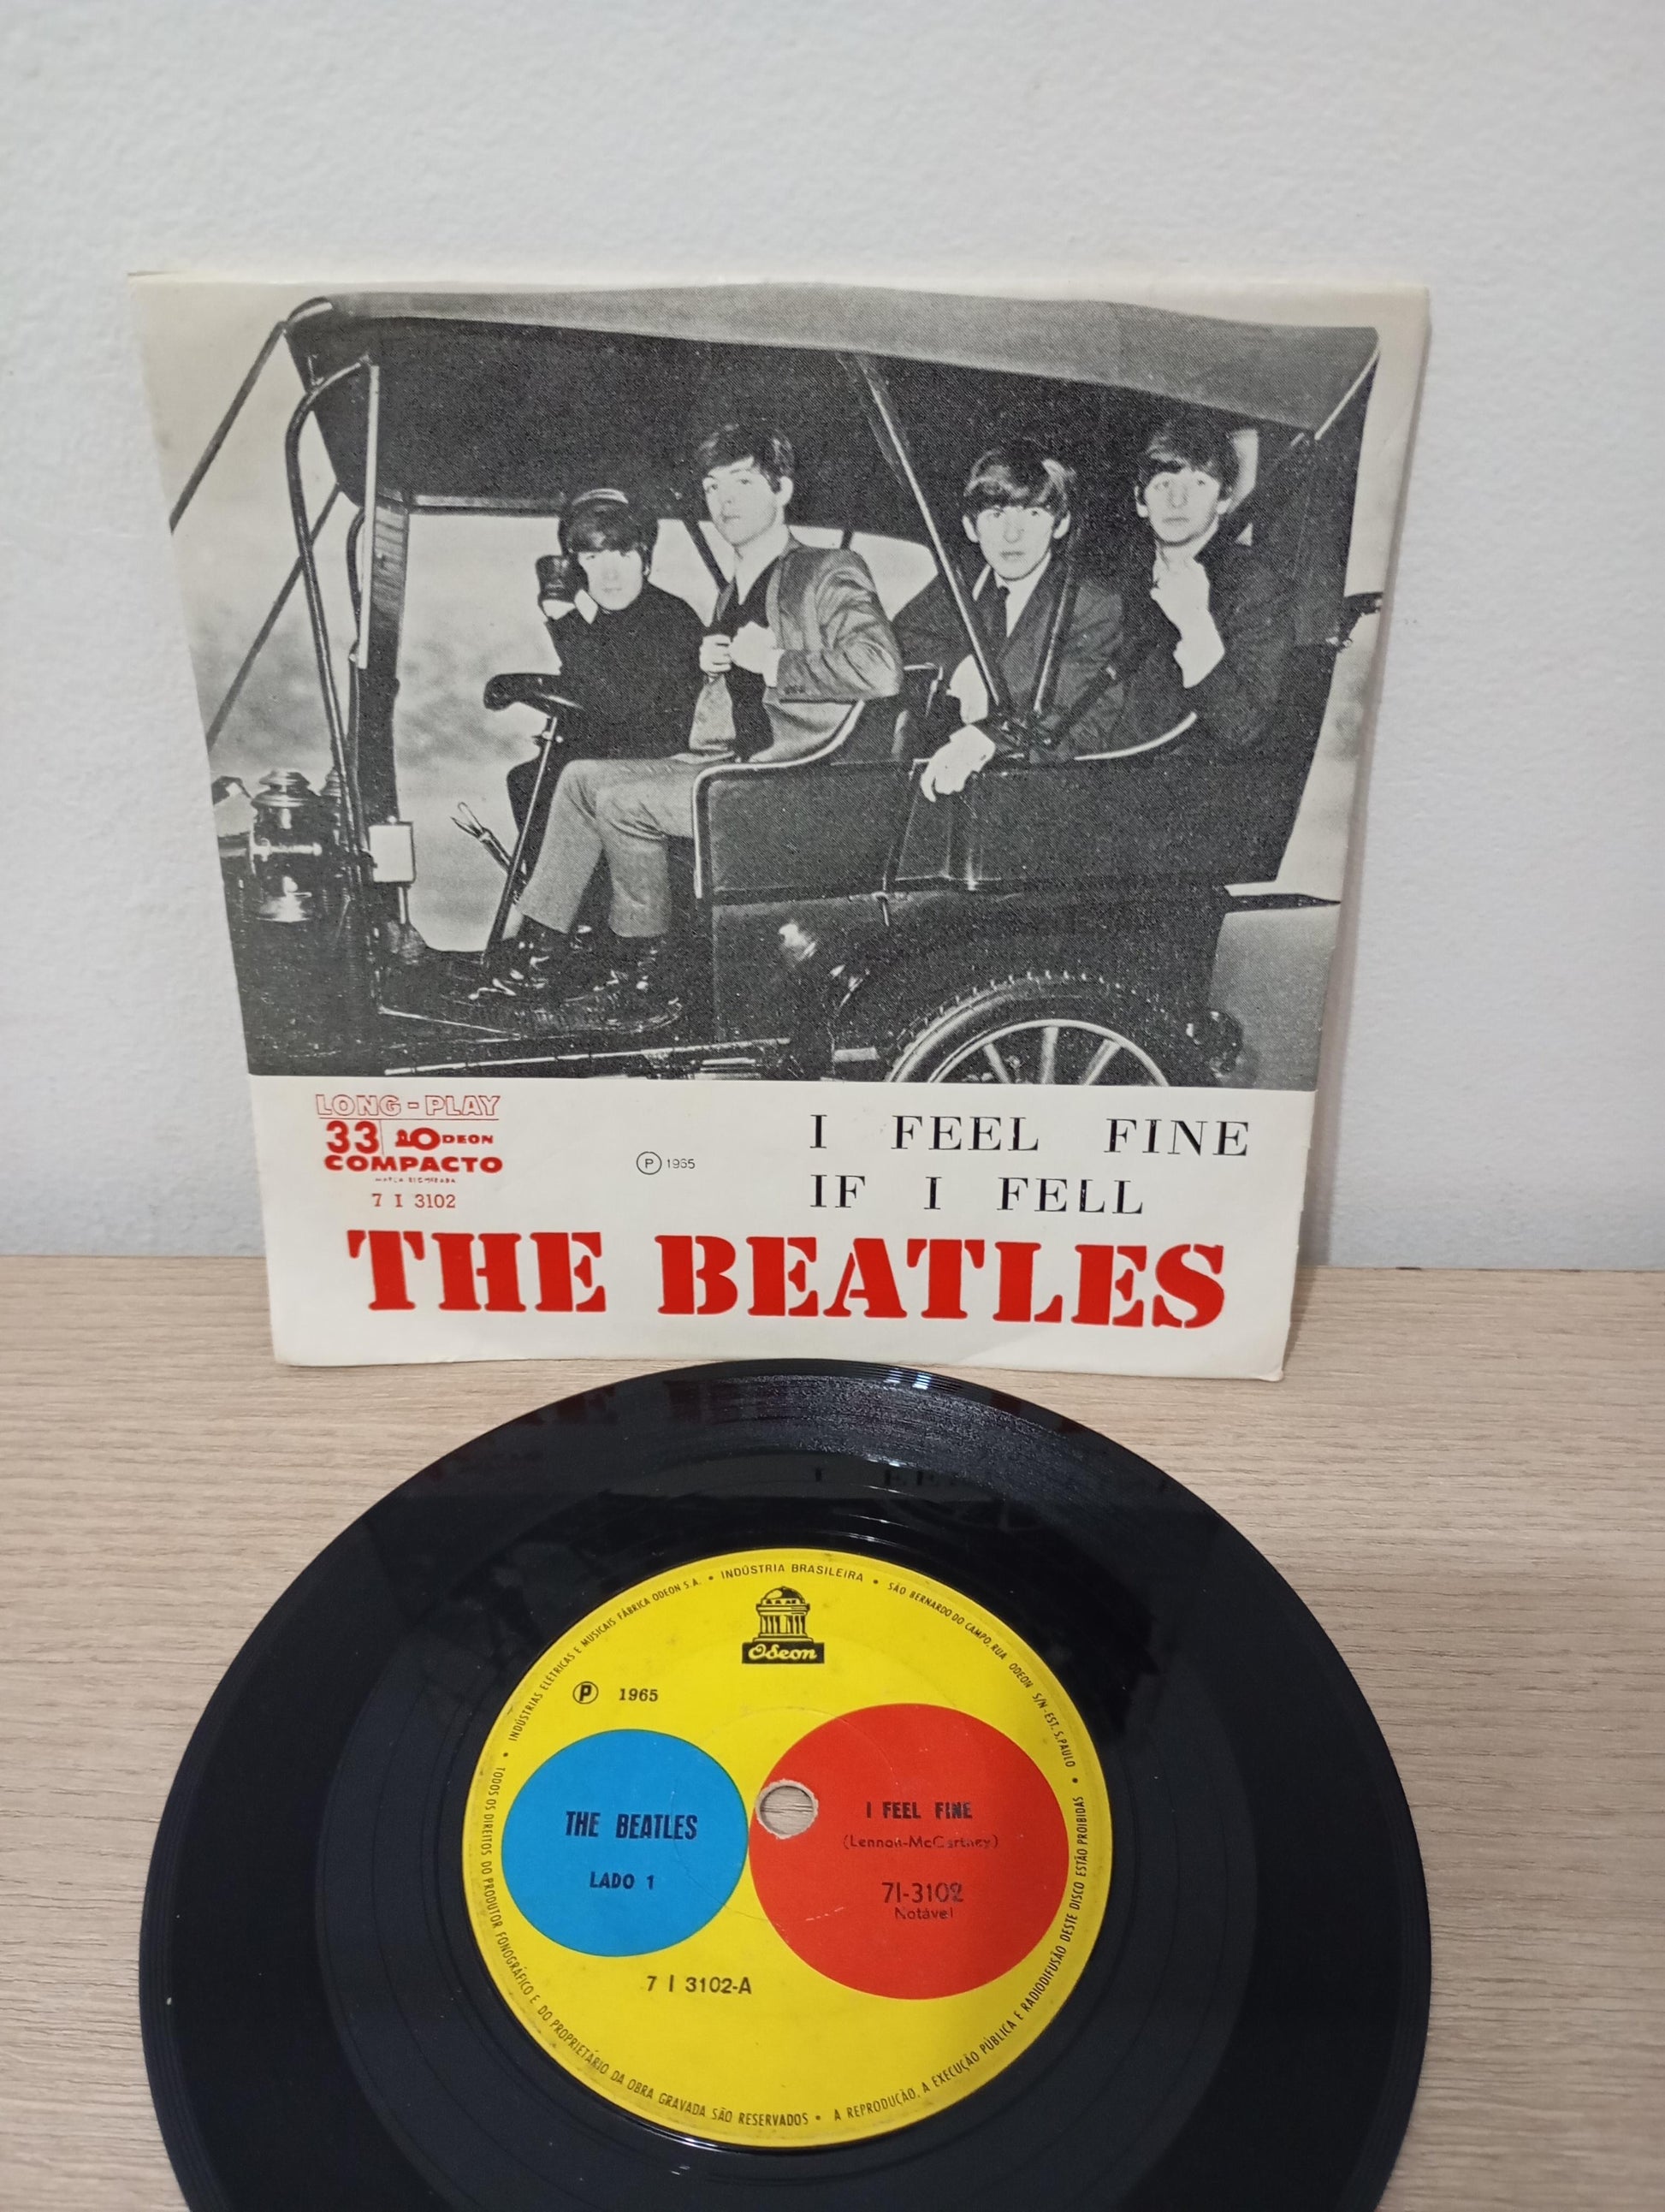 LONG-PLAY
33 ODEON
COMPACTO
7 I 3102
P 1965
I FEEL FINE
IF I FELL
THE BEATLES
INDÚSTRIAS ELÉTRICAS E MUSICAIS FÁBRICA ODEON S.A. • INDÚSTRIA BRASILEIRA • SÃO BERNARDO DO CAMPO, RUA ODEON S/N - EST. S. PAULO •
Odeon
P 1965
THE BEATLES
LADO 1
I FEEL FINE
(Lennon-McCartney)
7I-3102
Notável
7 I 3102-A
TODOS OS DIREITOS DO PRODUTOR FONOGRÁFICO E DO PROPRIETÁRIO DA OBRA GRAVADA SÃO RESERVADOS • A REPRODUÇÃO, A EXECUÇÃO PÚBLICA E RADIODIFUSÃO DESTE DISCO ESTÃO PROIBIDAS •